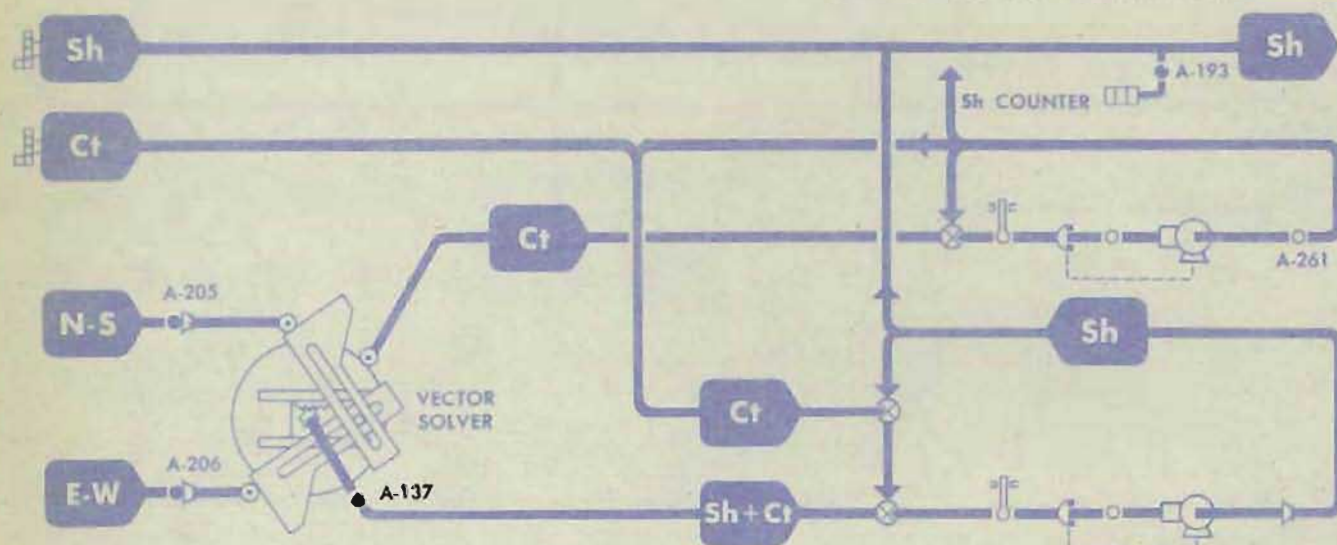 Sh
Sh
A-193
Sh COUNTER
Ct
Ct
A-261
A-205
N-S
Sh
VECTOR
SOLVER
Ct
A-206
E-W
A-137
Sh+Ct